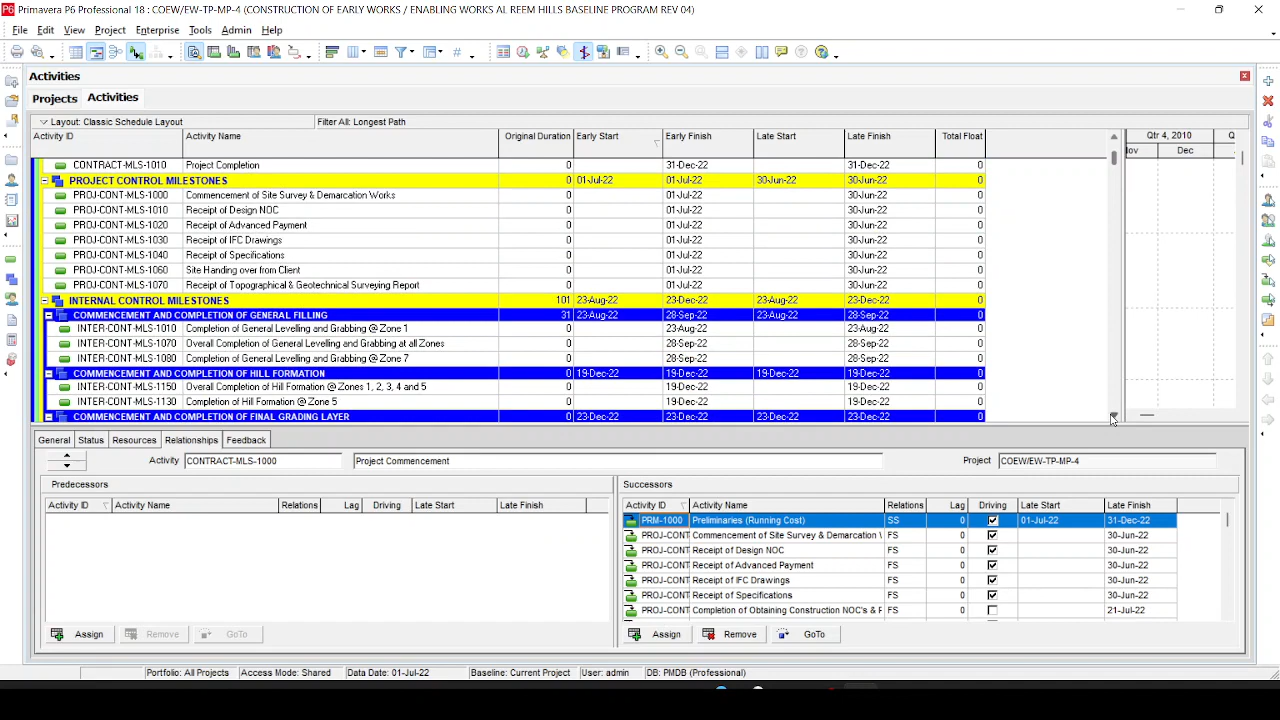 P6 Primavera P6 Professional 18 : COEW/EW-TP-MP-4 (CONSTRUCTION OF EARLY WORKS / ENABLING WORKS AL REEM HILLS BASELINE PROGRAM REV 04)
File Edit View Project Enterprise Tools Admin Help
Activities
Projects Activities
Layout: Classic Schedule Layout Filter All: Longest Path
Activity ID Activity Name Original Duration Early Start Early Finish Late Start Late Finish Total Float Qtr 4, 2010 Q
lov Dec
CONTRACT-MLS-1010 Project Completion 0 31-Dec-22 31-Dec-22 0
PROJECT CONTROL MILESTONES 0 01-Jul-22 01-Jul-22 30-Jun-22 30-Jun-22 0
PROJ-CONT-MLS-1000 Commencement of Site Survey & Demarcation Works 0 01-Jul-22 30-Jun-22 0
PROJ-CONT-MLS-1010 Receipt of Design NOC 0 01-Jul-22 30-Jun-22 0
PROJ-CONT-MLS-1020 Receipt of Advanced Payment 0 01-Jul-22 30-Jun-22 0
PROJ-CONT-MLS-1030 Receipt of IFC Drawings 0 01-Jul-22 30-Jun-22 0
PROJ-CONT-MLS-1040 Receipt of Specifications 0 01-Jul-22 30-Jun-22 0
PROJ-CONT-MLS-1060 Site Handing over from Client 0 01-Jul-22 30-Jun-22 0
PROJ-CONT-MLS-1070 Receipt of Topographical & Geotechnical Surveying Report 0 01-Jul-22 30-Jun-22 0
INTERNAL CONTROL MILESTONES 101 23-Aug-22 23-Dec-22 23-Aug-22 23-Dec-22 0
COMMENCEMENT AND COMPLETION OF GENERAL FILLING 31 23-Aug-22 28-Sep-22 23-Aug-22 28-Sep-22 0
INTER-CONT-MLS-1010 Completion of General Levelling and Grabbing @ Zone 1 0 23-Aug-22 23-Aug-22 0
INTER-CONT-MLS-1070 Overall Completion of General Levelling and Grabbing at all Zones 0 28-Sep-22 28-Sep-22 0
INTER-CONT-MLS-1080 Completion of General Levelling and Grabbing @ Zone 7 0 28-Sep-22 28-Sep-22 0
COMMENCEMENT AND COMPLETION OF HILL FORMATION 0 19-Dec-22 19-Dec-22 19-Dec-22 19-Dec-22 0
INTER-CONT-MLS-1150 Overall Completion of Hill Formation @ Zones 1, 2, 3, 4 and 5 0 19-Dec-22 19-Dec-22 0
INTER-CONT-MLS-1130 Completion of Hill Formation @ Zone 5 0 19-Dec-22 19-Dec-22 0
COMMENCEMENT AND COMPLETION OF FINAL GRADING LAYER 0 23-Dec-22 23-Dec-22 23-Dec-22 23-Dec-22 0
General Status Resources Relationships Feedback
Activity CONTRACT-MLS-1000 Project Commencement Project COEW/EW-TP-MP-4
Predecessors Successors
Activity ID Activity Name Relations Lag Driving Late Start Late Finish Activity ID Activity Name Relations Lag Driving Late Start Late Finish
PRM-1000 Preliminaries (Running Cost) SS 0 01-Jul-22 31-Dec-22
PROJ-CONT Commencement of Site Survey & Demarcation \ FS 0 30-Jun-22
PROJ-CONT Receipt of Design NOC FS 0 30-Jun-22
PROJ-CONT Receipt of Advanced Payment FS 0 30-Jun-22
PROJ-CONT Receipt of IFC Drawings FS 0 30-Jun-22
PROJ-CONT Receipt of Specifications FS 0 30-Jun-22
PROJ-CONT Completion of Obtaining Construction NOC's & F FS 0 21-Jul-22
Assign Remove GoTo Assign Remove GoTo
Portfolio: All Projects Access Mode: Shared Data Date: 01-Jul-22 Baseline: Current Project User: admin DB: PMDB (Professional)